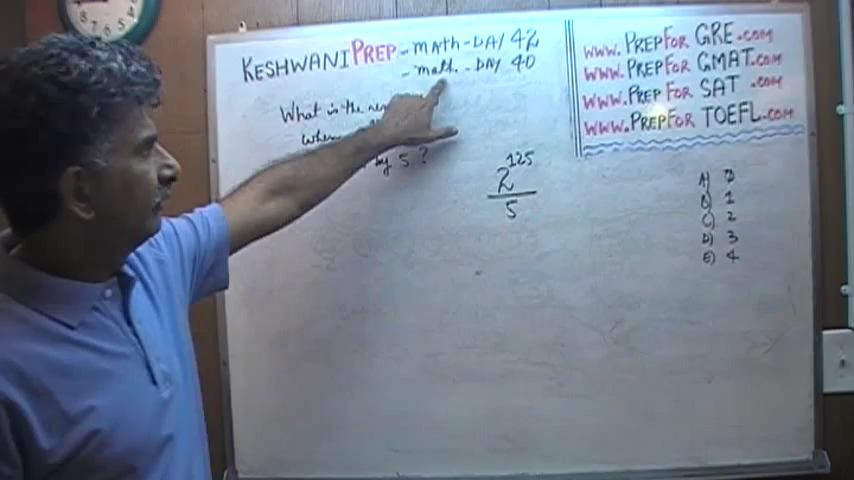 KESHWANI PREP - MATH - DAY 42
- math - DAY 40
What is the
by 5 ?
2^125
5
A)
B) 1
C) 2
D) 3
E) 4
www. PREPFOR GRE .com
www. PREPFOR GMAT.com
www. PREPFOR SAT .com
www. PREPFOR TOEFL.com